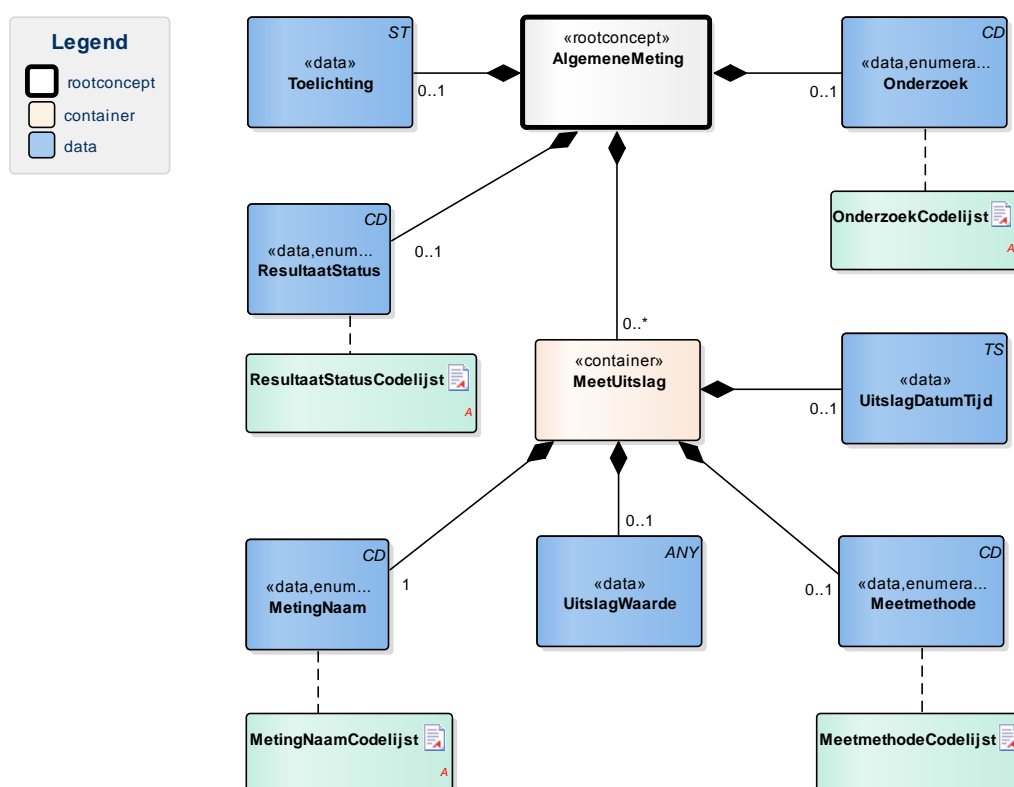 Legend
rootconcept
container
data
ST
«data»
Toelichting
0..1
«rootconcept»
AlgemeneMeting
CD
«data,enumera...
Onderzoek
0..1
OnderzoekCodelijst
A
CD
«data,enum...
ResultaatStatus
0..1
ResultaatStatusCodelijst
A
0..*
«container»
MeetUitslag
TS
«data»
UitslagDatumTijd
0..1
CD
«data,enum...
MetingNaam
1
MetingNaamCodelijst
A
0..1
ANY
«data»
UitslagWaarde
CD
«data,enumera...
Meetmethode
0..1
MeetmethodeCodelijst